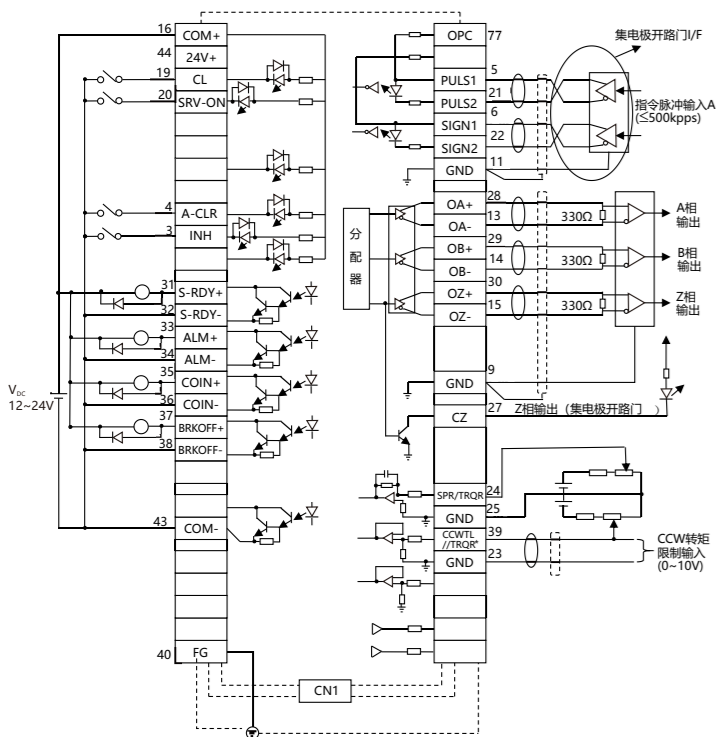 16
COM+
44
24V+
19
CL
20
SRV-ON
4
A-CLR
3
INH
31
S-RDY+
32
S-RDY-
33
ALM+
34
ALM-
35
COIN+
36
COIN-
37
BRKOFF+
38
BRKOFF-
43
COM-
40
FG
V_DC
12~24V
OPC
77
5
PULS1
21
PULS2
6
SIGN1
22
SIGN2
11
GND
集电极开路门I/F
指令脉冲输入A
(≤500kpps)
28
OA+
13
OA-
29
OB+
14
OB-
30
OZ+
15
OZ-
分
配
器
330Ω
330Ω
330Ω
A相
输出
B相
输出
Z相
输出
9
GND
27
CZ
Z相输出（集电极开路门 ）
SPR/TRQR
24
25
GND
39
CCWTL
//TRQR*
23
GND
CCW转矩
限制输入
(0~10V)
CN1